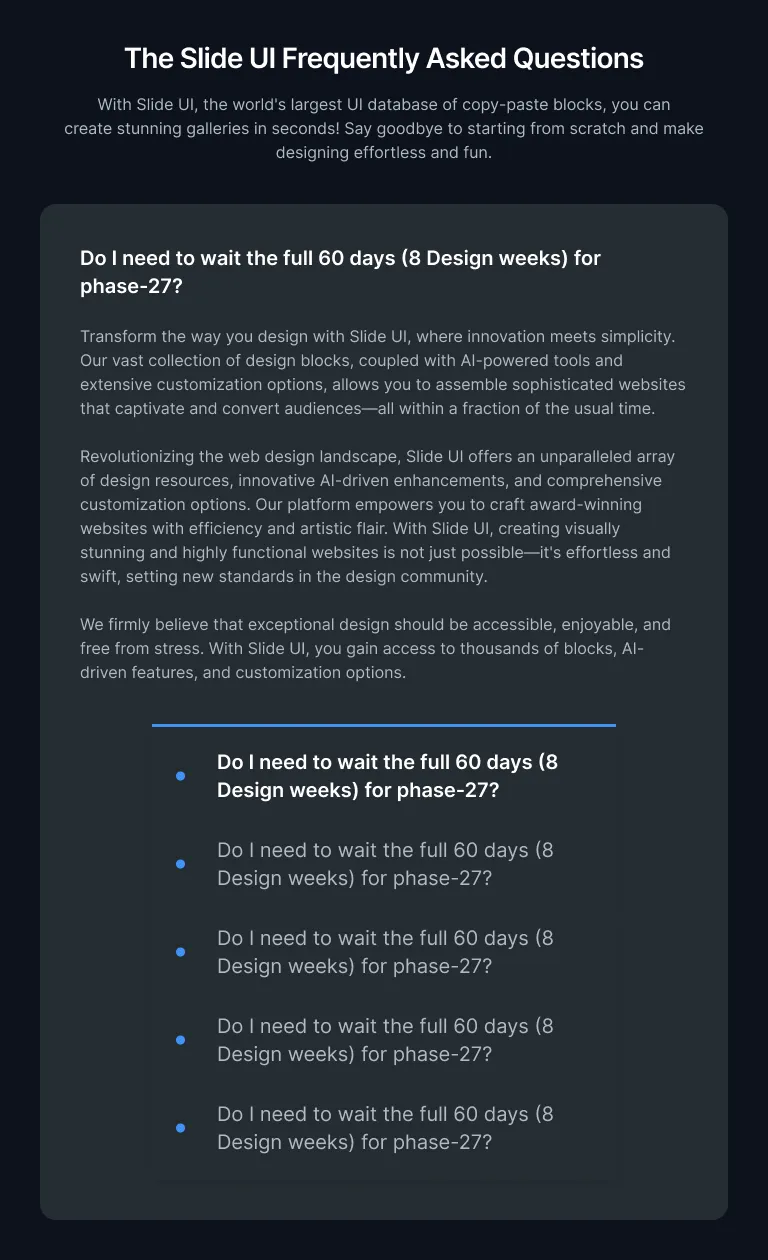 The Slide UI Frequently Asked Questions
With Slide UI, the world's largest UI database of copy-paste blocks, you can
create stunning galleries in seconds! Say goodbye to starting from scratch and make
designing effortless and fun.
Do I need to wait the full 60 days (8 Design weeks) for
phase-27?
Transform the way you design with Slide UI, where innovation meets simplicity.
Our vast collection of design blocks, coupled with AI-powered tools and
extensive customization options, allows you to assemble sophisticated websites
that captivate and convert audiences—all within a fraction of the usual time.
Revolutionizing the web design landscape, Slide UI offers an unparalleled array
of design resources, innovative AI-driven enhancements, and comprehensive
customization options. Our platform empowers you to craft award-winning
websites with efficiency and artistic flair. With Slide UI, creating visually
stunning and highly functional websites is not just possible—it's effortless and
swift, setting new standards in the design community.
We firmly believe that exceptional design should be accessible, enjoyable, and
free from stress. With Slide UI, you gain access to thousands of blocks, AI-
driven features, and customization options.
Do I need to wait the full 60 days (8
Design weeks) for phase-27?
Do I need to wait the full 60 days (8
Design weeks) for phase-27?
Do I need to wait the full 60 days (8
Design weeks) for phase-27?
Do I need to wait the full 60 days (8
Design weeks) for phase-27?
Do I need to wait the full 60 days (8
Design weeks) for phase-27?